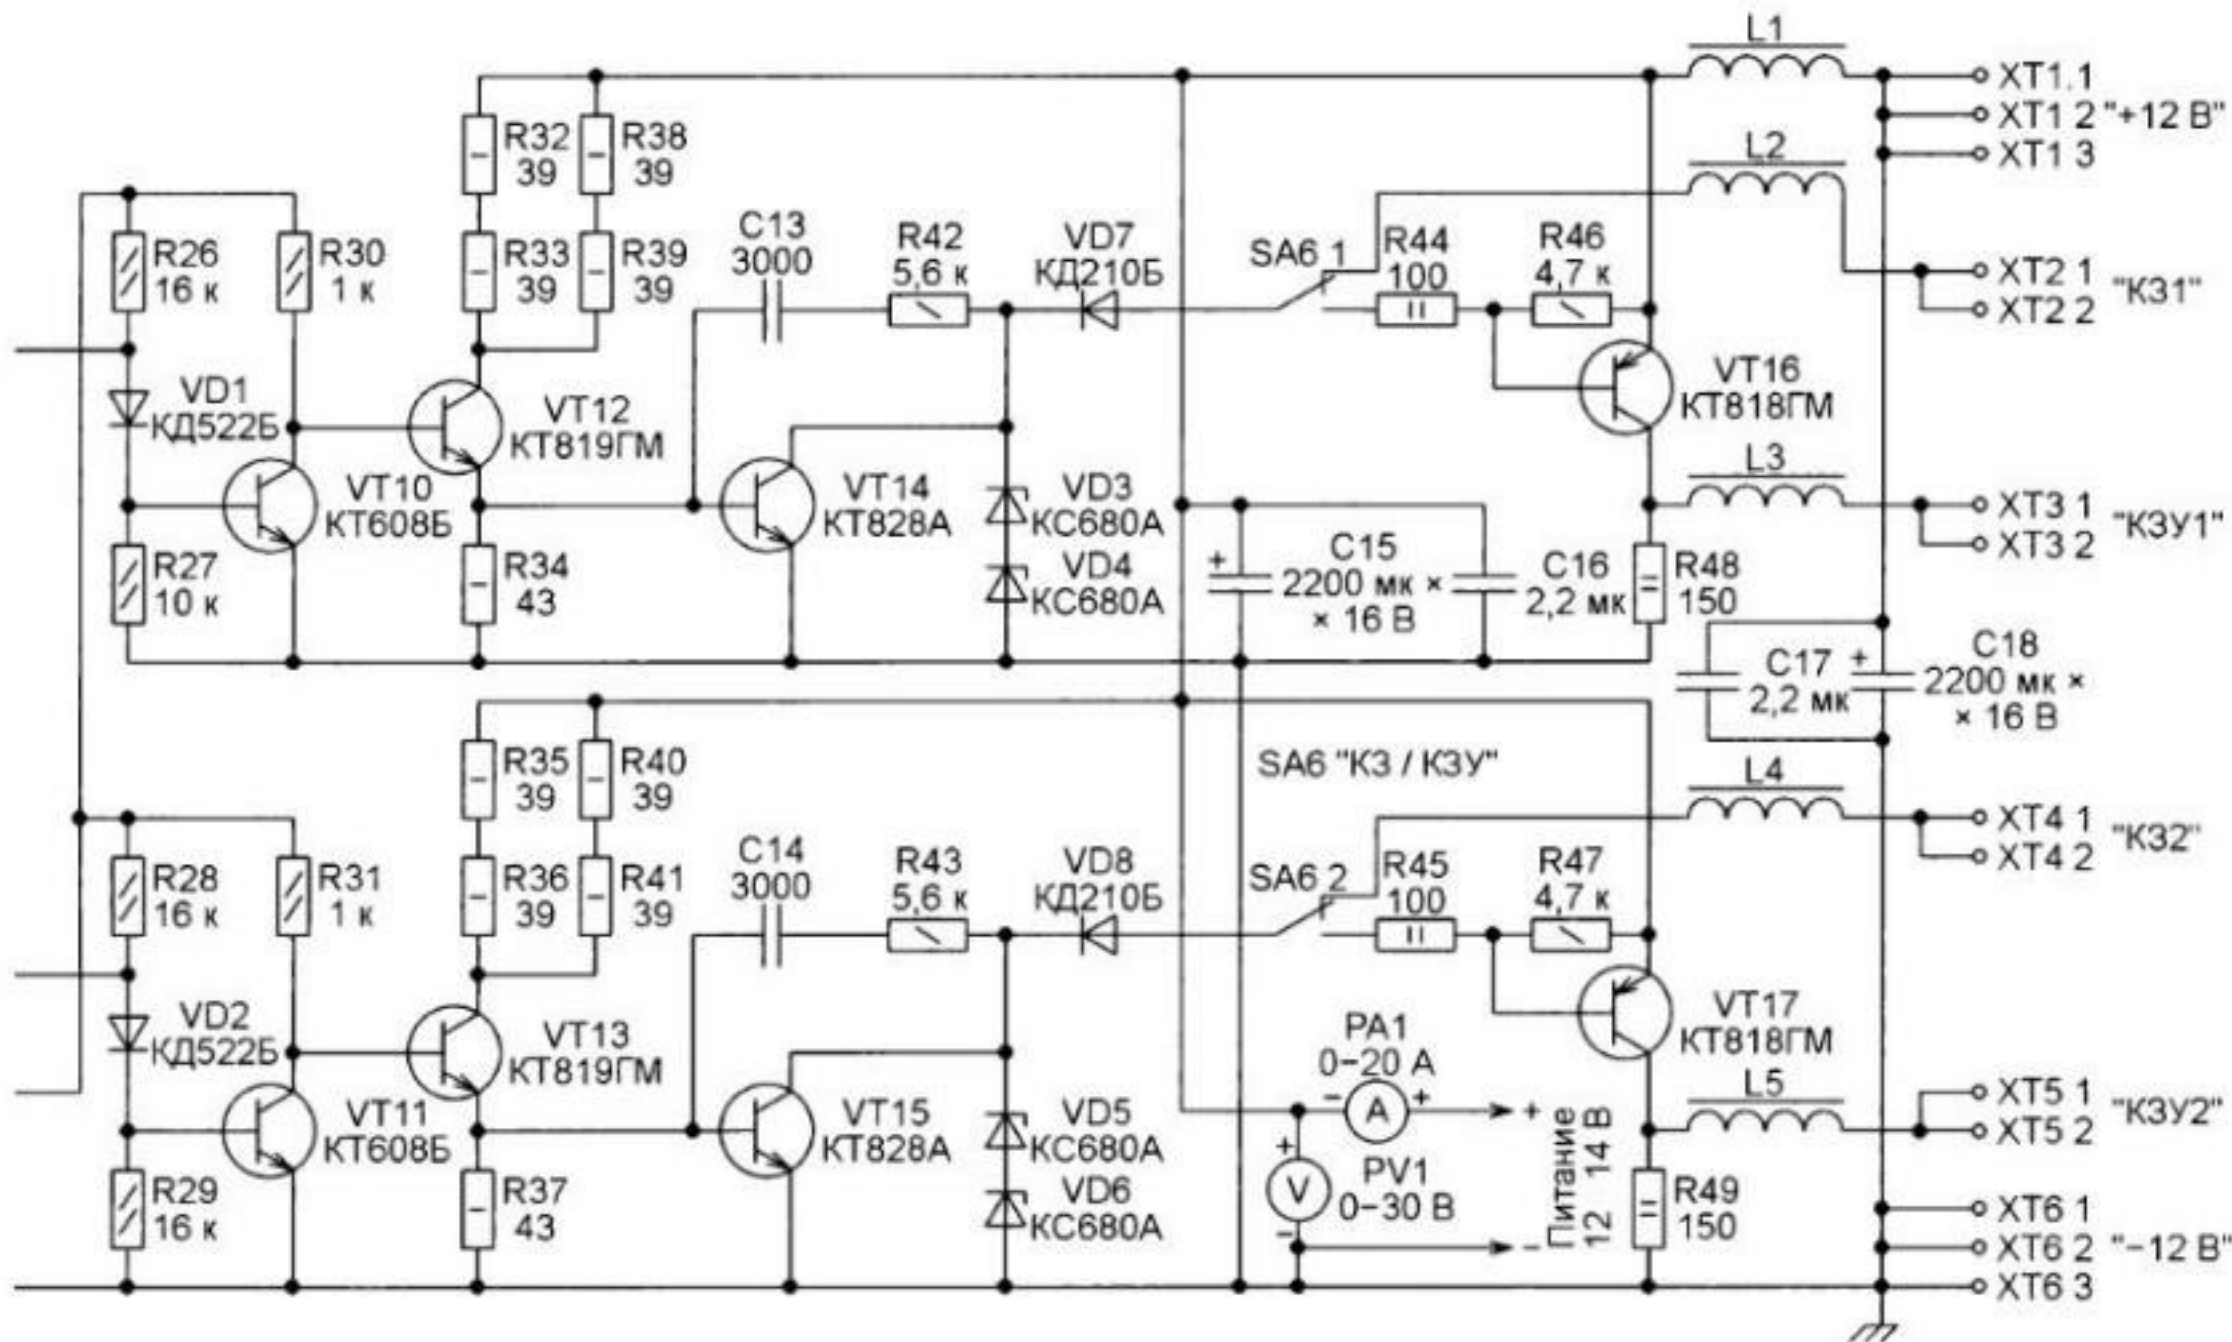 L1
XT1.1
XT1 2 "+12 В"
XT1 3
R32
39
R38
39
L2
R26
16 к
R30
1 к
R33
39
R39
39
C13
3000
R42
5,6 к
VD7
КД210Б
SA6 1
R44
100
R46
4,7 к
XT2 1
"КЗ1"
XT2 2
VD1
КД522Б
VT12
КТ819ГМ
VT16
КТ818ГМ
L3
VT10
КТ608Б
VT14
КТ828А
VD3
КС680А
XT3 1
"КЗУ1"
XT3 2
R27
10 к
R34
43
VD4
КС680А
+
C15
2200 мк ×
× 16 В
C16
2,2 мк
R48
150
C17
2,2 мк
+
C18
2200 мк ×
× 16 В
R35
39
R40
39
SA6 "КЗ / КЗУ"
L4
R28
16 к
R31
1 к
R36
39
R41
39
C14
3000
R43
5,6 к
VD8
КД210Б
SA6 2
R45
100
R47
4,7 к
XT4 1
"КЗ2"
XT4 2
VD2
КД522Б
VT13
КТ819ГМ
PA1
0–20 А
– А +
+
VT17
КТ818ГМ
L5
VT11
КТ608Б
VT15
КТ828А
VD5
КС680А
XT5 1
"КЗУ2"
XT5 2
R29
16 к
R37
43
VD6
КС680А
+
V
–
PV1
0–30 В
–
Питание
12 14 В
R49
150
XT6 1
XT6 2 "–12 В"
XT6 3